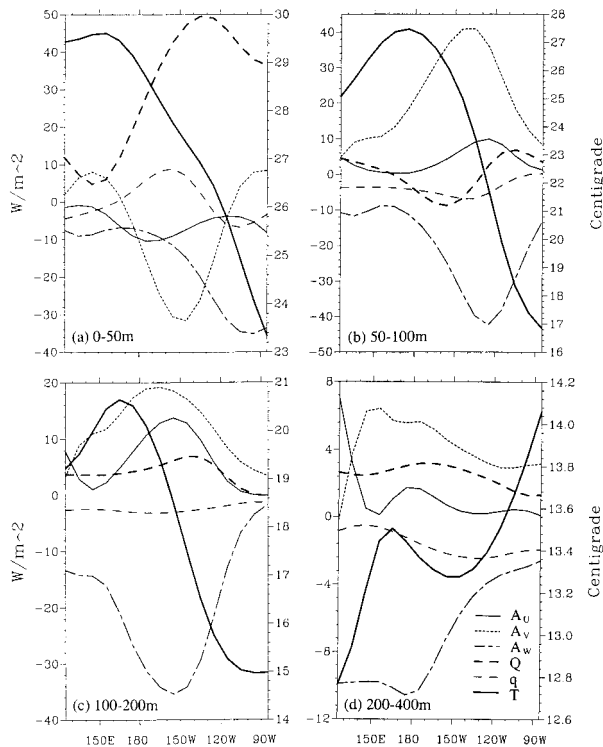 50 30 40 28
40 29 30 27
30 28 20 26
20 27 10 25
10 26 0 24
0 25 -10 23
-10 24 -20 22
-20 23 -30 21
-30 -40 20
-40 -50 19
18
17
16
W/m^2
Centigrade
(a) 0-50m
(b) 50-100m
20 21 8 14.2
10 20 4 14.0
0 19 0 13.8
-10 18 -4 13.6
-20 17 -8 13.4
-30 16 -12 13.2
-40 15 13.0
14 12.8
12.6
W/m^2
Centigrade
A_U
A_V
A_W
Q
q
T
(c) 100-200m
(d) 200-400m
150E 180 150W 120W 90W 150E 180 150W 120W 90W